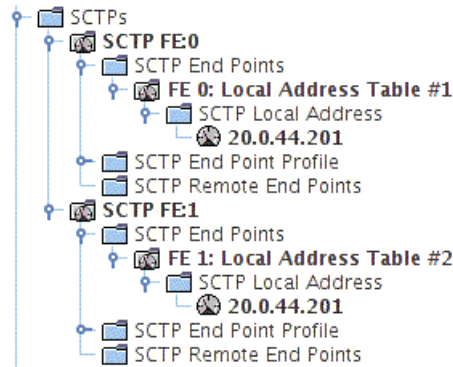 SCTPs
SCTP FE:0
SCTP End Points
FE 0: Local Address Table #1
SCTP Local Address
20.0.44.201
SCTP End Point Profile
SCTP Remote End Points
SCTP FE:1
SCTP End Points
FE 1: Local Address Table #2
SCTP Local Address
20.0.44.201
SCTP End Point Profile
SCTP Remote End Points